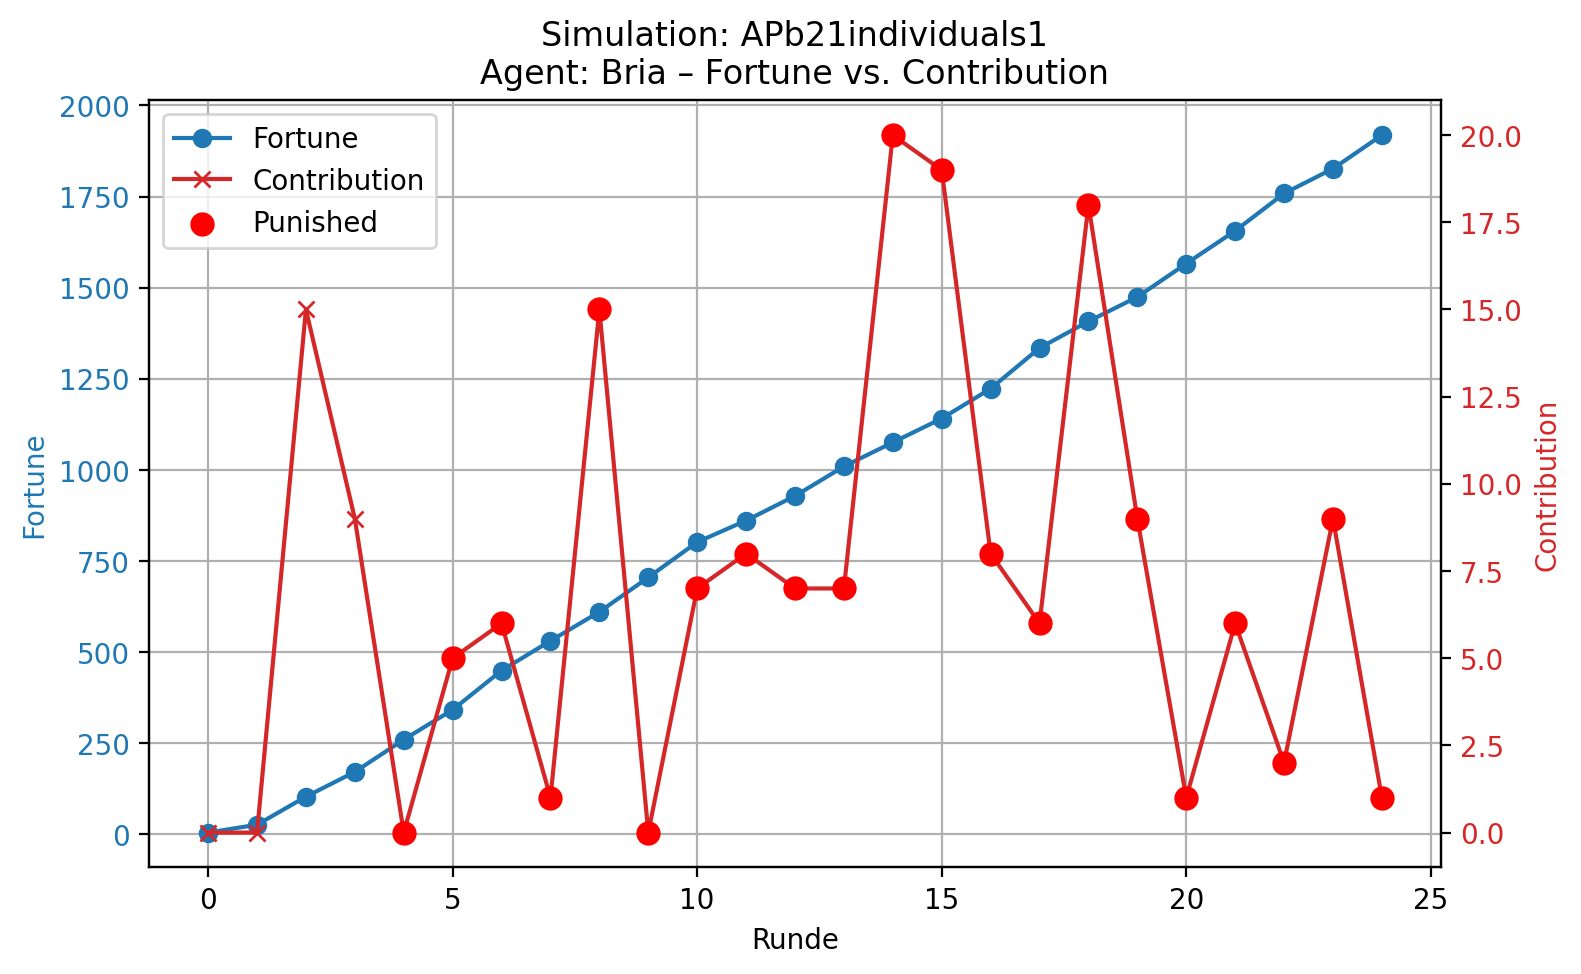 Simulation: APb21individuals1
Agent: Bria – Fortune vs. Contribution
Fortune
Contribution
Punished
2000
1750
1500
1250
1000
750
500
250
0
Fortune
20.0
17.5
15.0
12.5
10.0
7.5
5.0
2.5
0.0
Contribution
0 5 10 15 20 25
Runde